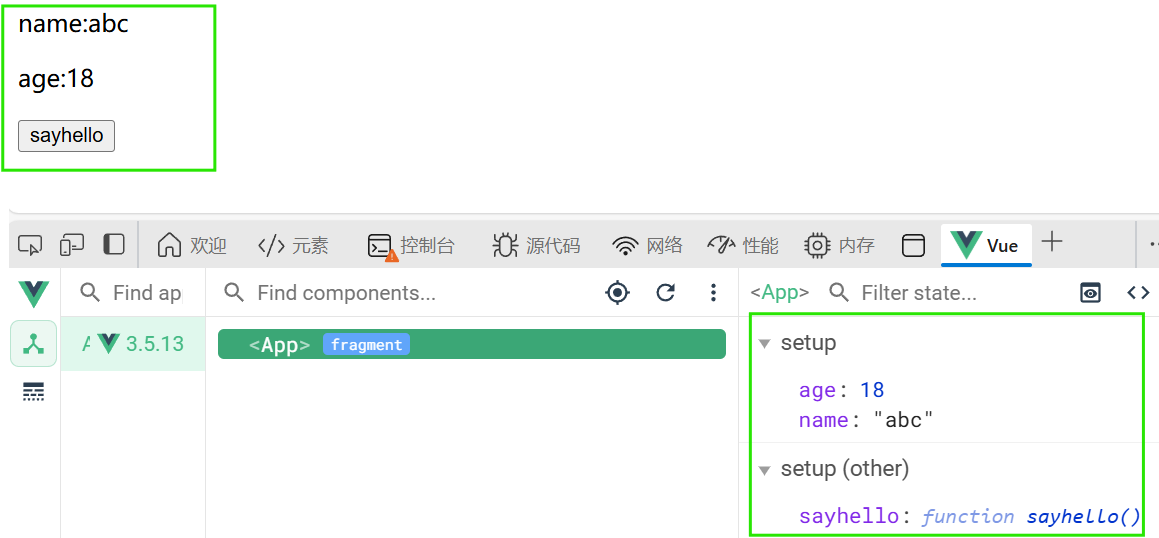 name:abc
age:18
sayhello
欢迎 元素 控制台 源代码 网络 性能 内存 Vue
Find ap Find components... <App> Filter state...
3.5.13 <App> fragment
setup
age: 18
name: "abc"
setup (other)
sayhello: function sayhello()